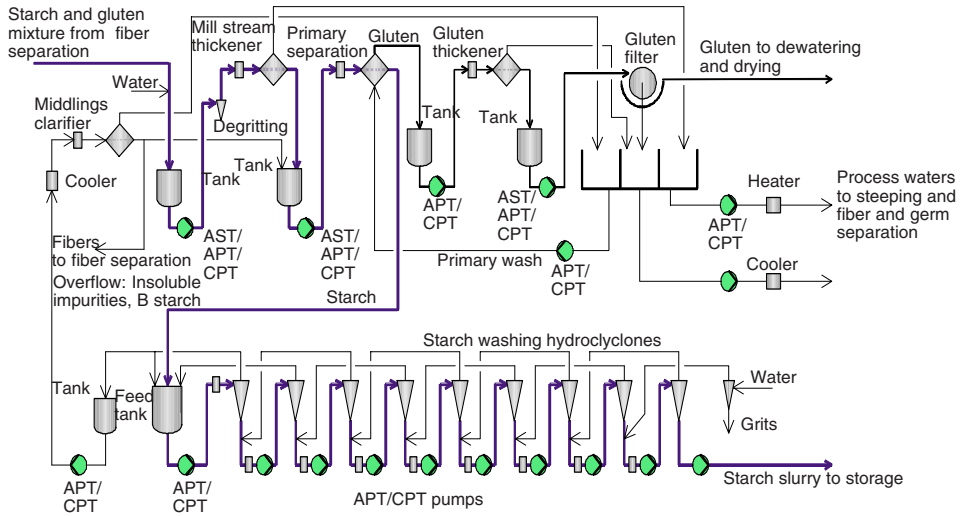 Starch and gluten
mixture from fiber
separation
Mill stream
thickener
Primary
separation
Gluten
Gluten
thickener
Gluten
filter
Gluten to dewatering
and drying
Water
Middlings
clarifier
Degritting
Tank
Tank
Tank
Tank
Cooler
Heater
Process waters
to steeping and
fiber and germ
separation
AST/
APT/
CPT
AST/
APT/
CPT
APT/
CPT
AST/
APT/
CPT
APT/
CPT
Fibers
to fiber separation
Primary wash
APT/
CPT
Cooler
Overflow: Insoluble
impurities, B starch
Starch
Starch washing hydroclyclones
Tank
Feed
tank
Water
Grits
APT/
CPT
APT/
CPT
APT/CPT pumps
Starch slurry to storage